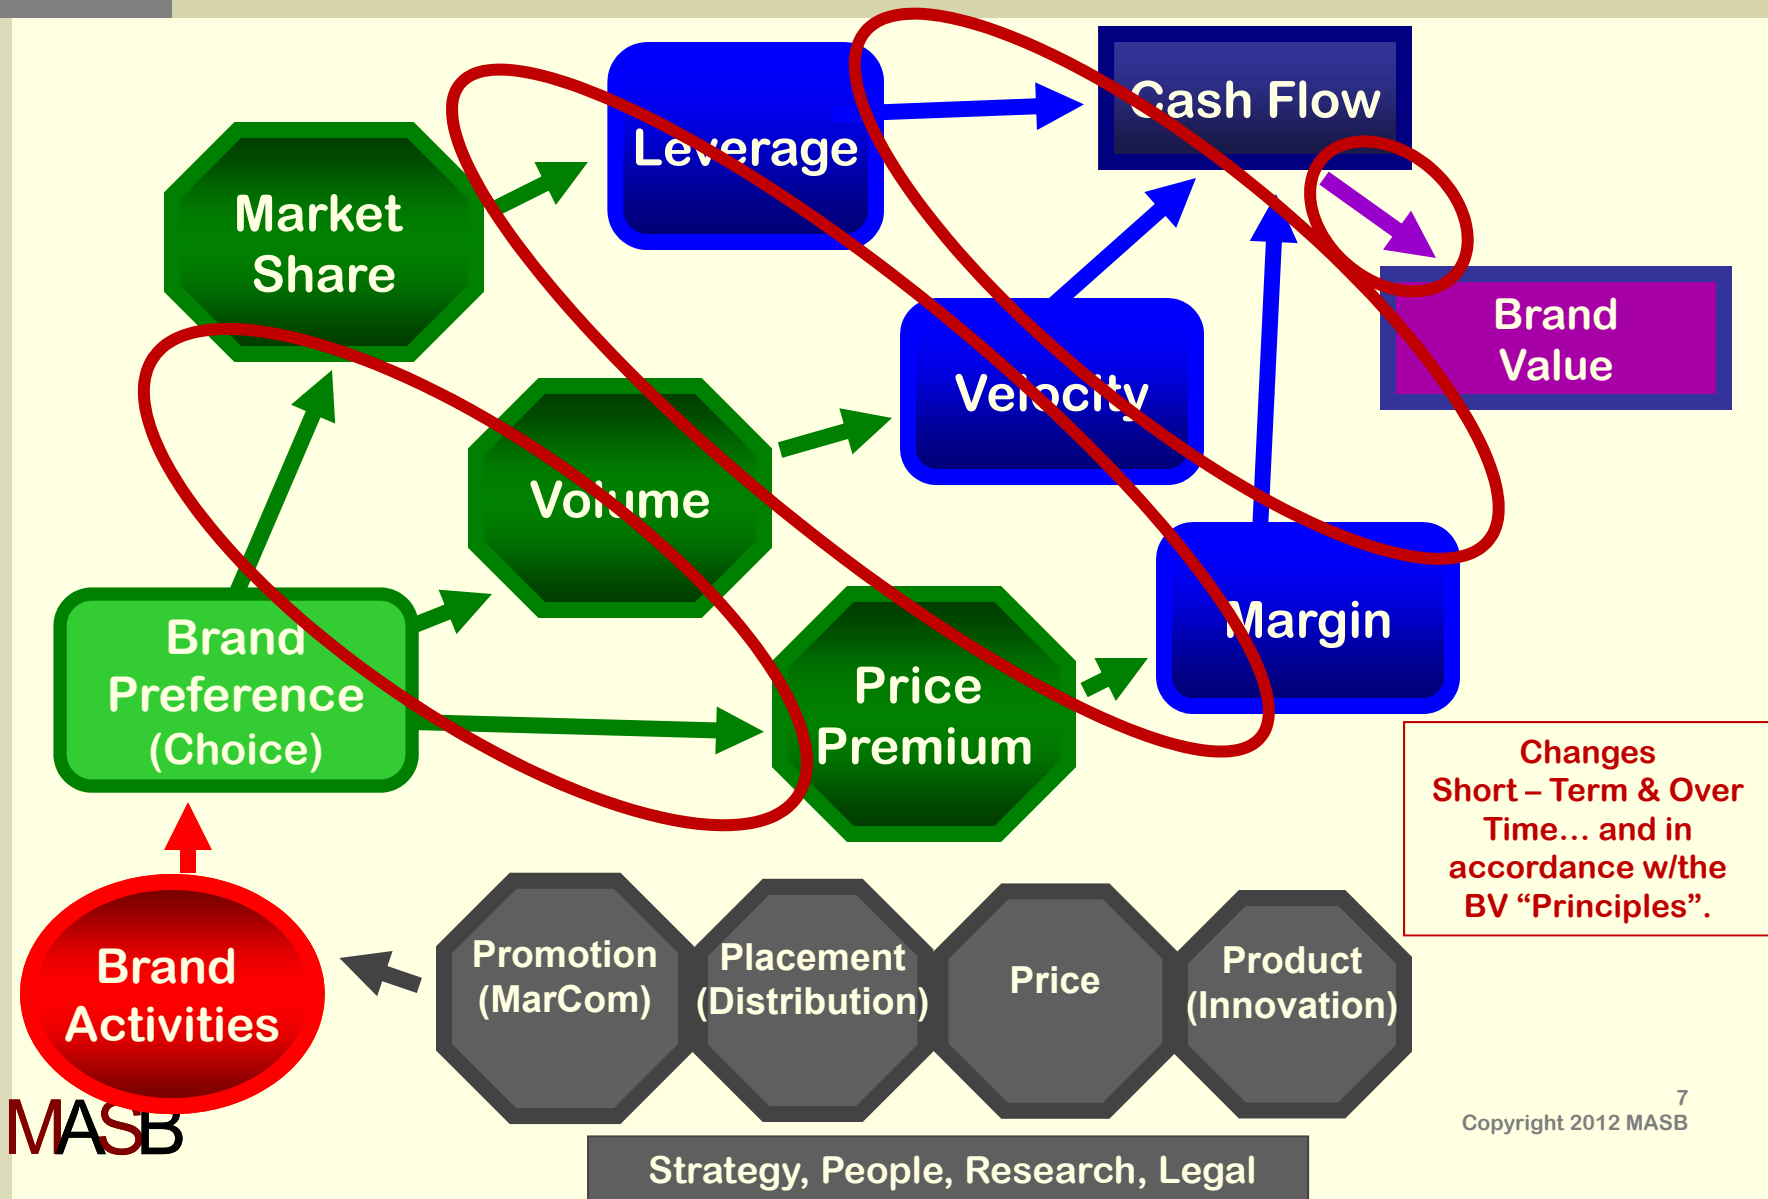 Cash Flow
Leverage
Market
Share
Brand
Value
Velocity
Volume
Margin
Brand
Preference
(Choice)
Price
Premium
Changes
Short – Term & Over
Time... and in
accordance w/the
BV “Principles”.
Brand
Activities
Promotion
(MarCom)
Placement
(Distribution)
Price
Product
(Innovation)
MASB
7
Copyright 2012 MASB
Strategy, People, Research, Legal